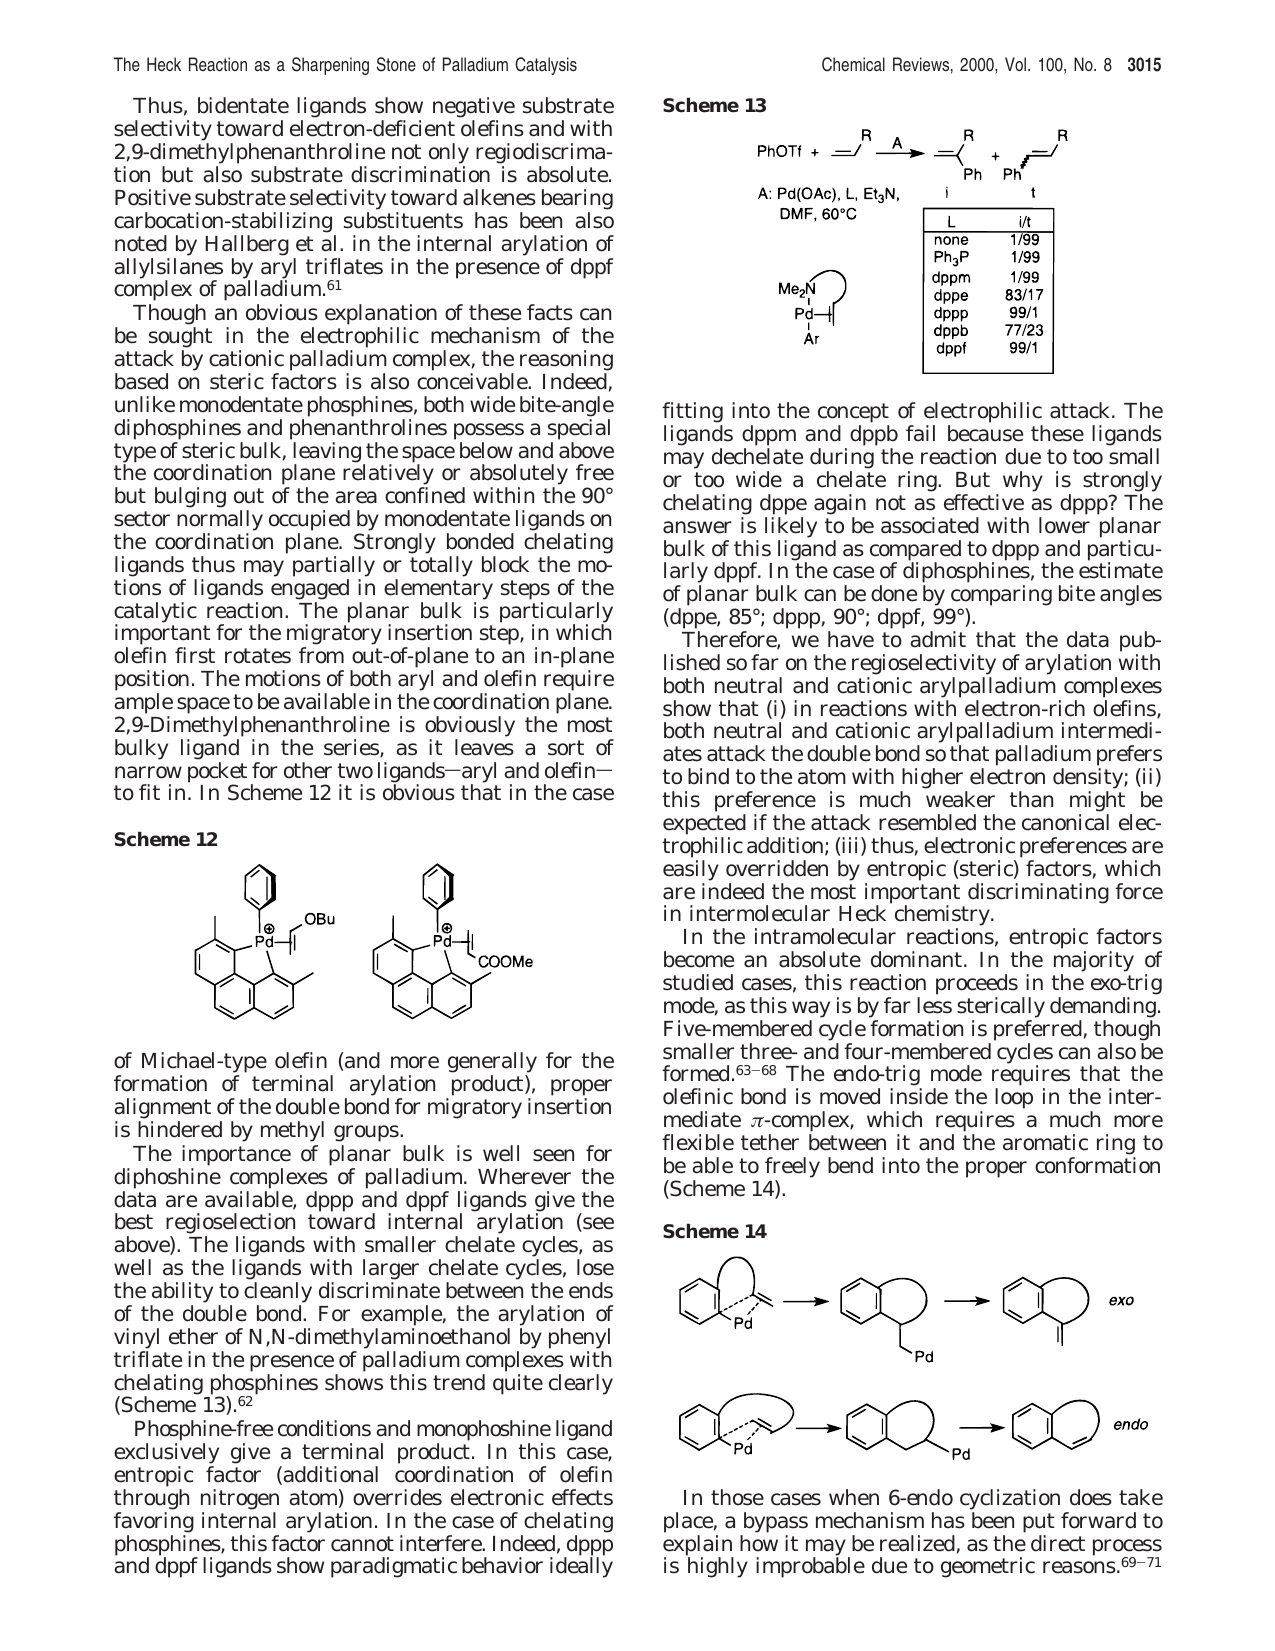 The Heck Reaction as a Sharpening Stone of Palladium Catalysis
Chemical Reviews, 2000, Vol. 100, No. 8 3015
Thus, bidentate ligands show negative substrate
selectivity toward electron-deficient olefins and with
2,9-dimethylphenanthroline not only regiodiscrima-
tion but also substrate discrimination is absolute.
Positive substrate selectivity toward alkenes bearing
carbocation-stabilizing substituents has been also
noted by Hallberg et al. in the internal arylation of
allylsilanes by aryl triflates in the presence of dppf
complex of palladium.61
Though an obvious explanation of these facts can
be sought in the electrophilic mechanism of the
attack by cationic palladium complex, the reasoning
based on steric factors is also conceivable. Indeed,
unlike monodentate phosphines, both wide bite-angle
diphosphines and phenanthrolines possess a special
type of steric bulk, leaving the space below and above
the coordination plane relatively or absolutely free
but bulging out of the area confined within the 90°
sector normally occupied by monodentate ligands on
the coordination plane. Strongly bonded chelating
ligands thus may partially or totally block the mo-
tions of ligands engaged in elementary steps of the
catalytic reaction. The planar bulk is particularly
important for the migratory insertion step, in which
olefin first rotates from out-of-plane to an in-plane
position. The motions of both aryl and olefin require
ample space to be available in the coordination plane.
2,9-Dimethylphenanthroline is obviously the most
bulky ligand in the series, as it leaves a sort of
narrow pocket for other two ligands—aryl and olefin—
to fit in. In Scheme 12 it is obvious that in the case
Scheme 12
OBu
Pd
⊕
Pd
⊕
COOMe
of Michael-type olefin (and more generally for the
formation of terminal arylation product), proper
alignment of the double bond for migratory insertion
is hindered by methyl groups.
The importance of planar bulk is well seen for
diphoshine complexes of palladium. Wherever the
data are available, dppp and dppf ligands give the
best regioselection toward internal arylation (see
above). The ligands with smaller chelate cycles, as
well as the ligands with larger chelate cycles, lose
the ability to cleanly discriminate between the ends
of the double bond. For example, the arylation of
vinyl ether of N,N-dimethylaminoethanol by phenyl
triflate in the presence of palladium complexes with
chelating phosphines shows this trend quite clearly
(Scheme 13).62
Phosphine-free conditions and monophoshine ligand
exclusively give a terminal product. In this case,
entropic factor (additional coordination of olefin
through nitrogen atom) overrides electronic effects
favoring internal arylation. In the case of chelating
phosphines, this factor cannot interfere. Indeed, dppp
and dppf ligands show paradigmatic behavior ideally
Scheme 13
R A R R
PhOTf + +
Ph Ph
A: Pd(OAc), L, Et3N, i t
DMF, 60°C
L i/t
none 1/99
Ph3P 1/99
dppm 1/99
dppe 83/17
dppp 99/1
dppb 77/23
dppf 99/1
Me2N
Pd
Ar
fitting into the concept of electrophilic attack. The
ligands dppm and dppb fail because these ligands
may dechelate during the reaction due to too small
or too wide a chelate ring. But why is strongly
chelating dppe again not as effective as dppp? The
answer is likely to be associated with lower planar
bulk of this ligand as compared to dppp and particu-
larly dppf. In the case of diphosphines, the estimate
of planar bulk can be done by comparing bite angles
(dppe, 85°; dppp, 90°; dppf, 99°).
Therefore, we have to admit that the data pub-
lished so far on the regioselectivity of arylation with
both neutral and cationic arylpalladium complexes
show that (i) in reactions with electron-rich olefins,
both neutral and cationic arylpalladium intermedi-
ates attack the double bond so that palladium prefers
to bind to the atom with higher electron density; (ii)
this preference is much weaker than might be
expected if the attack resembled the canonical elec-
trophilic addition; (iii) thus, electronic preferences are
easily overridden by entropic (steric) factors, which
are indeed the most important discriminating force
in intermolecular Heck chemistry.
In the intramolecular reactions, entropic factors
become an absolute dominant. In the majority of
studied cases, this reaction proceeds in the exo-trig
mode, as this way is by far less sterically demanding.
Five-membered cycle formation is preferred, though
smaller three- and four-membered cycles can also be
formed.63–68 The endo-trig mode requires that the
olefinic bond is moved inside the loop in the inter-
mediate π-complex, which requires a much more
flexible tether between it and the aromatic ring to
be able to freely bend into the proper conformation
(Scheme 14).
Scheme 14
Pd
Pd
exo
Pd
Pd
endo
In those cases when 6-endo cyclization does take
place, a bypass mechanism has been put forward to
explain how it may be realized, as the direct process
is highly improbable due to geometric reasons.69–71